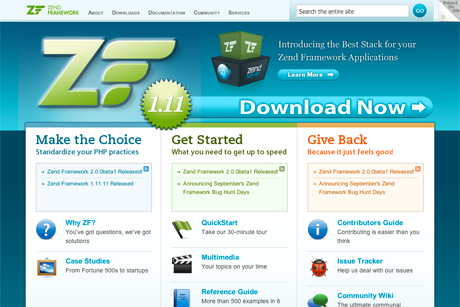 ZF ZEND FRAMEWORK
ABOUT DOWNLOADS DOCUMENTATION COMMUNITY SERVICES
Search the entire site
GO
ZF
1.11
ZF
Zend
Introducing the Best Stack for your
Zend Framework Applications
Learn More
Download Now
Make the Choice
Standardize your PHP practices
Zend Framework 2.0.0beta1 Released!
Zend Framework 1.11.11 Released
Why ZF?
You've got questions, we've got
solutions
Case Studies
From Fortune 500s to startups
Get Started
What you need to get up to speed
Zend Framework 2.0.0beta1 Released!
Announcing September's Zend
Framework Bug Hunt Days
QuickStart
Take our 30-minute tour
Multimedia
Your topics on your time
Reference Guide
More than 500 examples in 6
Give Back
Because it just feels good
Zend Framework 2.0.0beta1 Released!
Announcing September's Zend
Framework Bug Hunt Days
Contributors Guide
Contributing is easier than you
think
Issue Tracker
Help us deal with our issues
Community Wiki
The ultimate communal